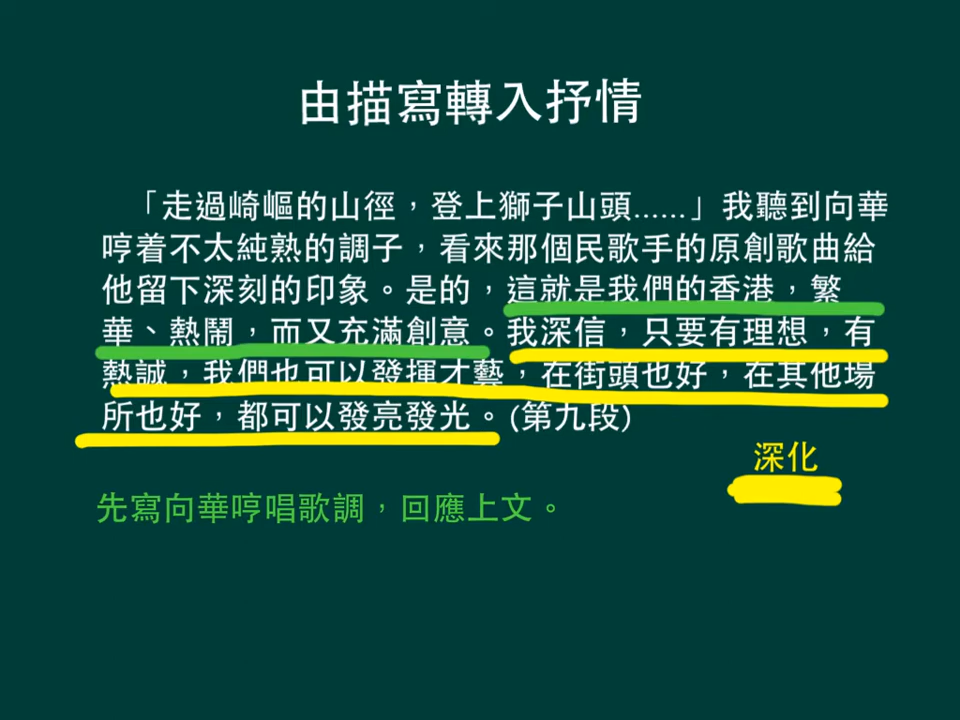 由描寫轉入抒情
「走過崎嶇的山徑，登上獅子山頭......」我聽到向華
哼着不太純熟的調子，看來那個民歌手的原創歌曲給
他留下深刻的印象。是的，這就是我們的香港，繁
華、熱鬧，而又充滿創意。我深信，只要有理想，有
熱誠，我們也可以發揮才藝，在街頭也好，在其他場
所也好，都可以發亮發光。(第九段)
深化
先寫向華哼唱歌調，回應上文。